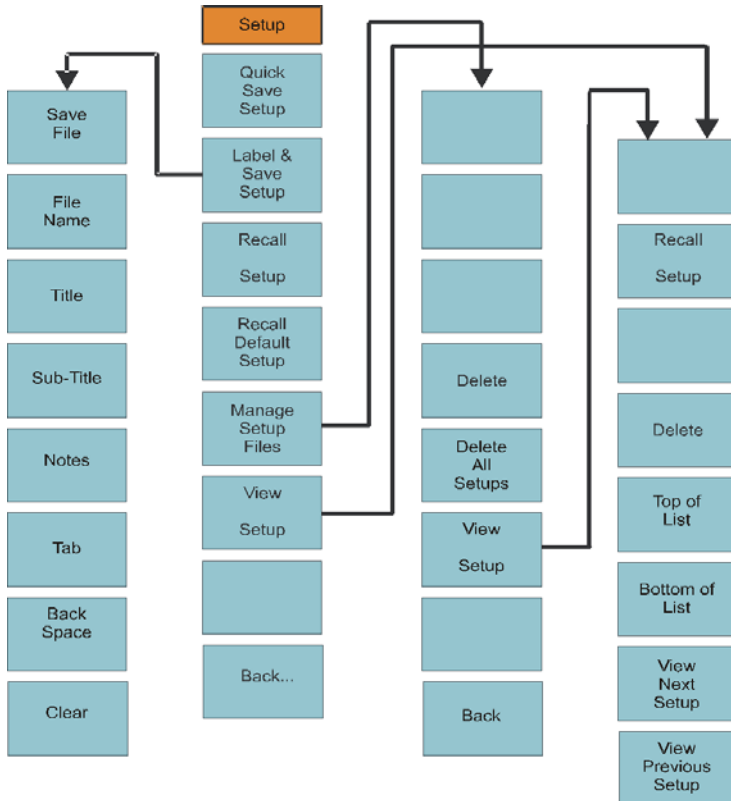 Setup
Save
File
File
Name
Title
Sub-Title
Notes
Tab
Back
Space
Clear
Quick
Save
Setup
Label &
Save
Setup
Recall
Setup
Recall
Default
Setup
Manage
Setup
Files
View
Setup
Back...
Delete
Delete
All
Setups
View
Setup
Back
Recall
Setup
Delete
Top of
List
Bottom of
List
View
Next
Setup
View
Previous
Setup